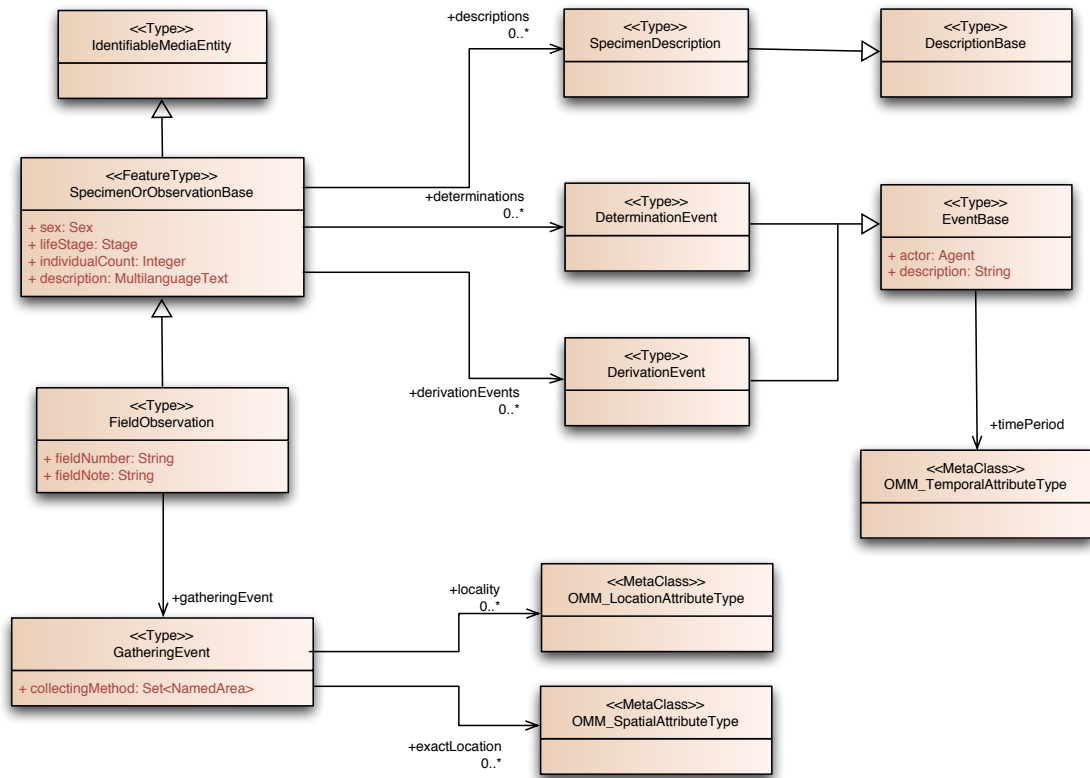 <<Type>>
IdentifiableMediaEntity
+descriptions
0..*
<<Type>>
SpecimenDescription
<<Type>>
DescriptionBase
<<FeatureType>>
SpecimenOrObservationBase
+ sex: Sex
+ lifeStage: Stage
+ individualCount: Integer
+ description: MultilanguageText
+determinations
0..*
<<Type>>
DeterminationEvent
<<Type>>
EventBase
+ actor: Agent
+ description: String
+derivationEvents
0..*
<<Type>>
DerivationEvent
<<Type>>
FieldObservation
+ fieldNumber: String
+ fieldNote: String
+timePeriod
<<MetaClass>>
OMM_TemporalAttributeType
+gatheringEvent
<<Type>>
GatheringEvent
+ collectingMethod: Set<NamedArea>
+locality
0..*
<<MetaClass>>
OMM_LocationAttributeType
+exactLocation
0..*
<<MetaClass>>
OMM_SpatialAttributeType